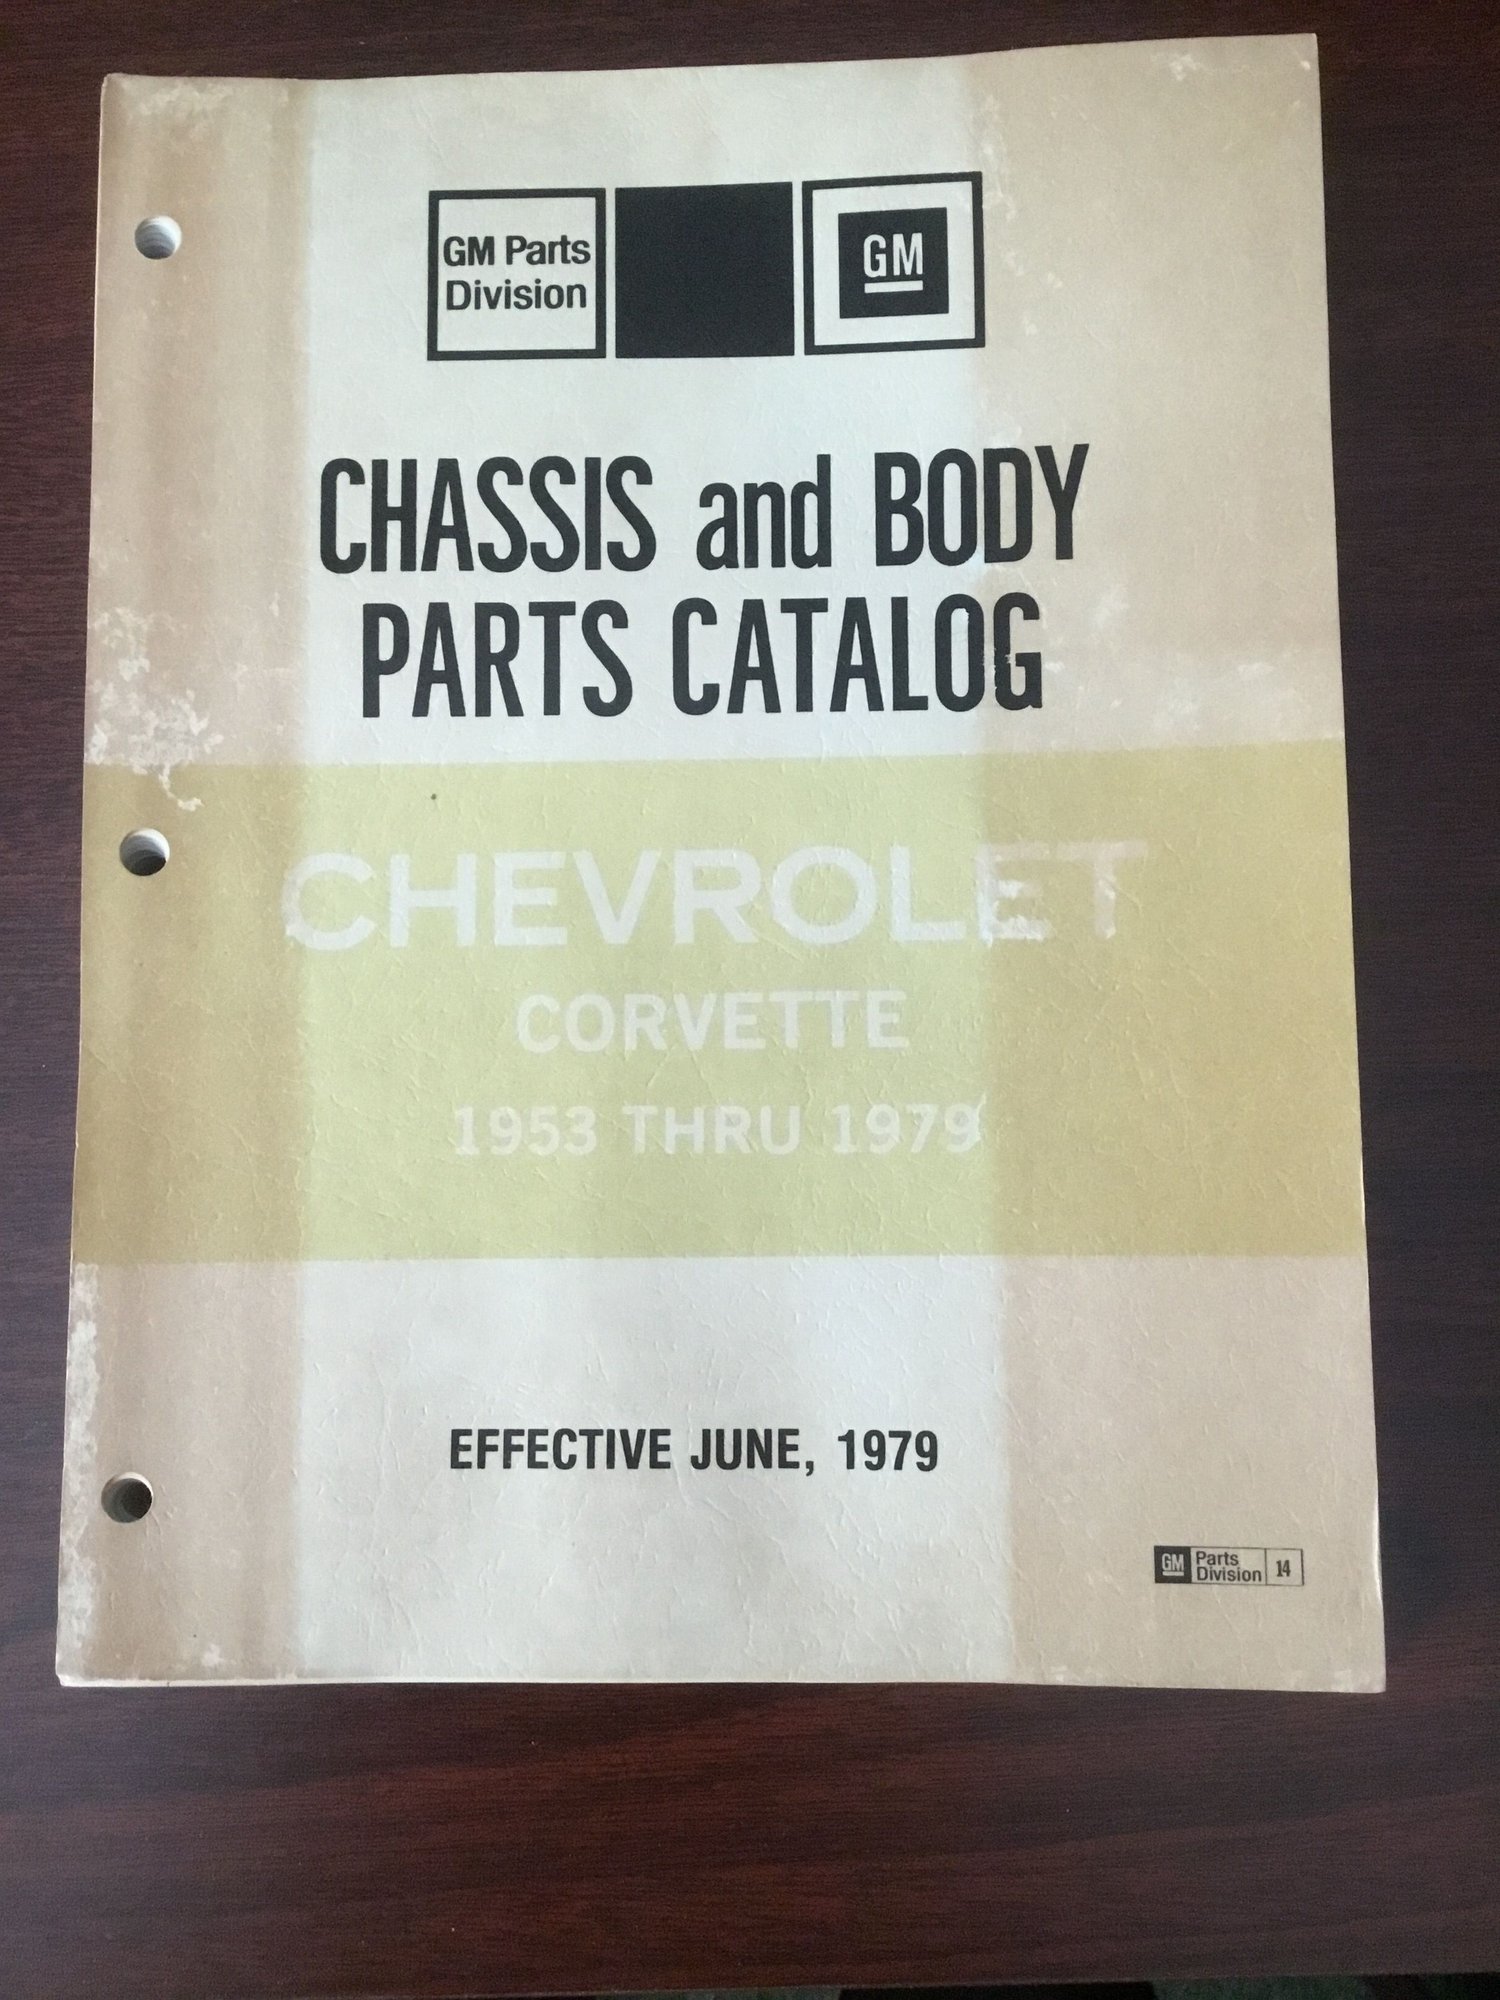 GM Parts
Division
GM
CHASSIS and BODY
PARTS CATALOG
CHEVROLET
CORVETTE
1953 THRU 1979
EFFECTIVE JUNE, 1979
GM Parts
Division 14